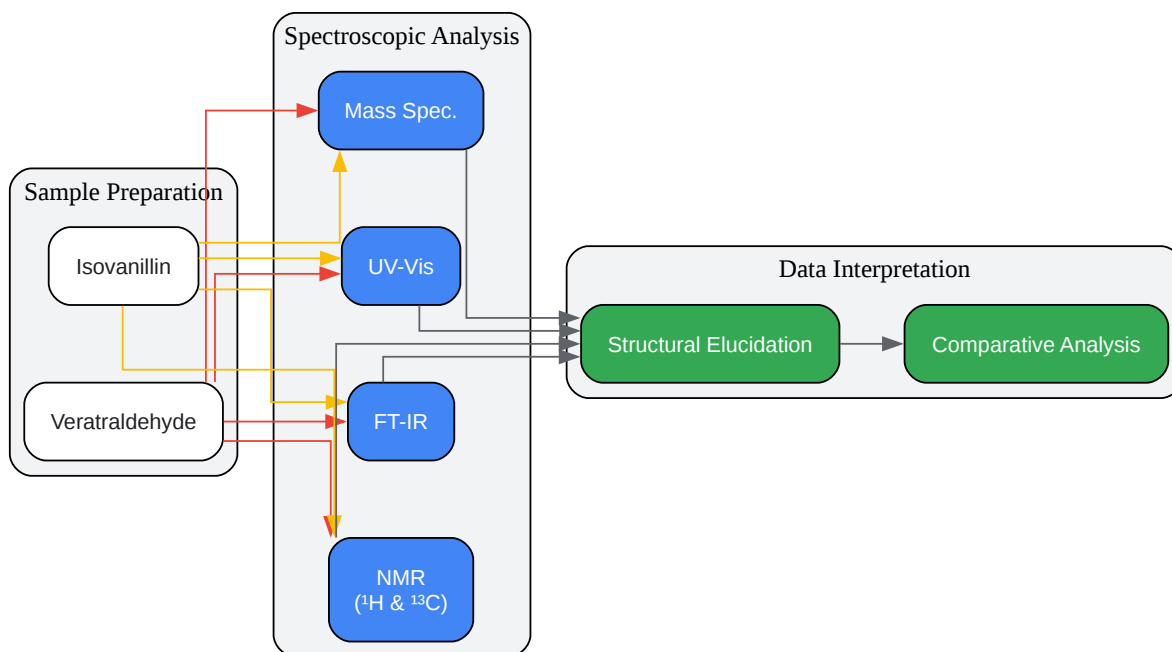 Spectroscopic Analysis
Mass Spec.
Sample Preparation
Isovanillin
UV-Vis
Data Interpretation
Structural Elucidation
Comparative Analysis
Veratraldehyde
FT-IR
NMR
(¹H & ¹³C)